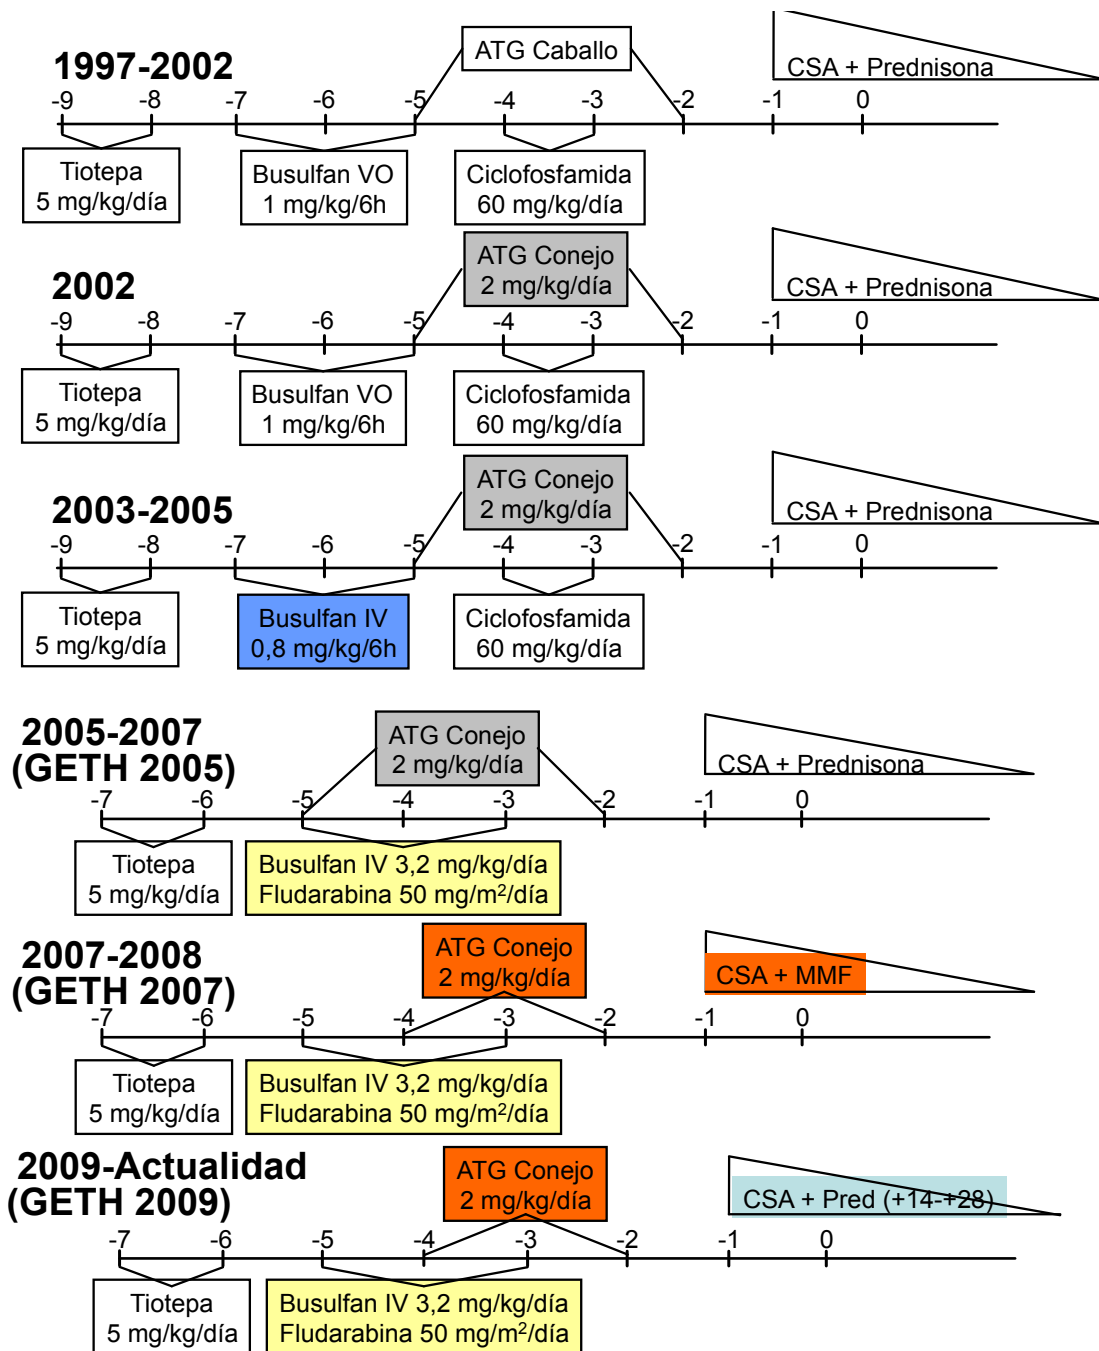 1997-2002
ATG Caballo
CSA + Prednisona
-9 -8 -7 -6 -5 -4 -3 -2 -1 0
Tiotepa
5 mg/kg/día
Busulfan VO
1 mg/kg/6h
Ciclofosfamida
60 mg/kg/día
2002
ATG Conejo
2 mg/kg/día
CSA + Prednisona
-9 -8 -7 -6 -5 -4 -3 -2 -1 0
Tiotepa
5 mg/kg/día
Busulfan VO
1 mg/kg/6h
Ciclofosfamida
60 mg/kg/día
2003-2005
ATG Conejo
2 mg/kg/día
CSA + Prednisona
-9 -8 -7 -6 -5 -4 -3 -2 -1 0
Tiotepa
5 mg/kg/día
Busulfan IV
0,8 mg/kg/6h
Ciclofosfamida
60 mg/kg/día
2005-2007
(GETH 2005)
ATG Conejo
2 mg/kg/día
CSA + Prednisona
-7 -6 -5 -4 -3 -2 -1 0
Tiotepa
5 mg/kg/día
Busulfan IV 3,2 mg/kg/día
Fludarabina 50 mg/m²/día
2007-2008
(GETH 2007)
ATG Conejo
2 mg/kg/día
CSA + MMF
-7 -6 -5 -4 -3 -2 -1 0
Tiotepa
5 mg/kg/día
Busulfan IV 3,2 mg/kg/día
Fludarabina 50 mg/m²/día
2009-Actualidad
(GETH 2009)
ATG Conejo
2 mg/kg/día
CSA + Pred (+14-+28)
-7 -6 -5 -4 -3 -2 -1 0
Tiotepa
5 mg/kg/día
Busulfan IV 3,2 mg/kg/día
Fludarabina 50 mg/m²/día